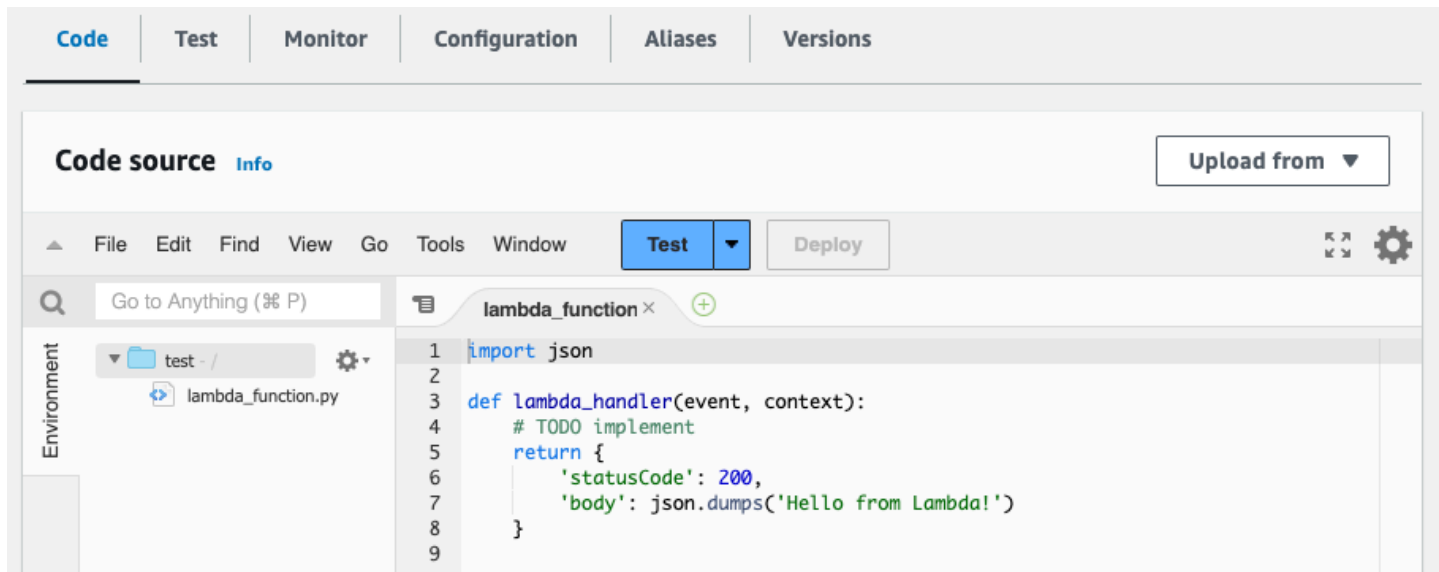 Code Test Monitor Configuration Aliases Versions
Code source Info Upload from
File Edit Find View Go Tools Window Test Deploy
Go to Anything (⌘ P) lambda_function
Environment
test - /
lambda_function.py
1 import json
2
3 def lambda_handler(event, context):
4     # TODO implement
5     return {
6         'statusCode': 200,
7         'body': json.dumps('Hello from Lambda!')
8     }
9